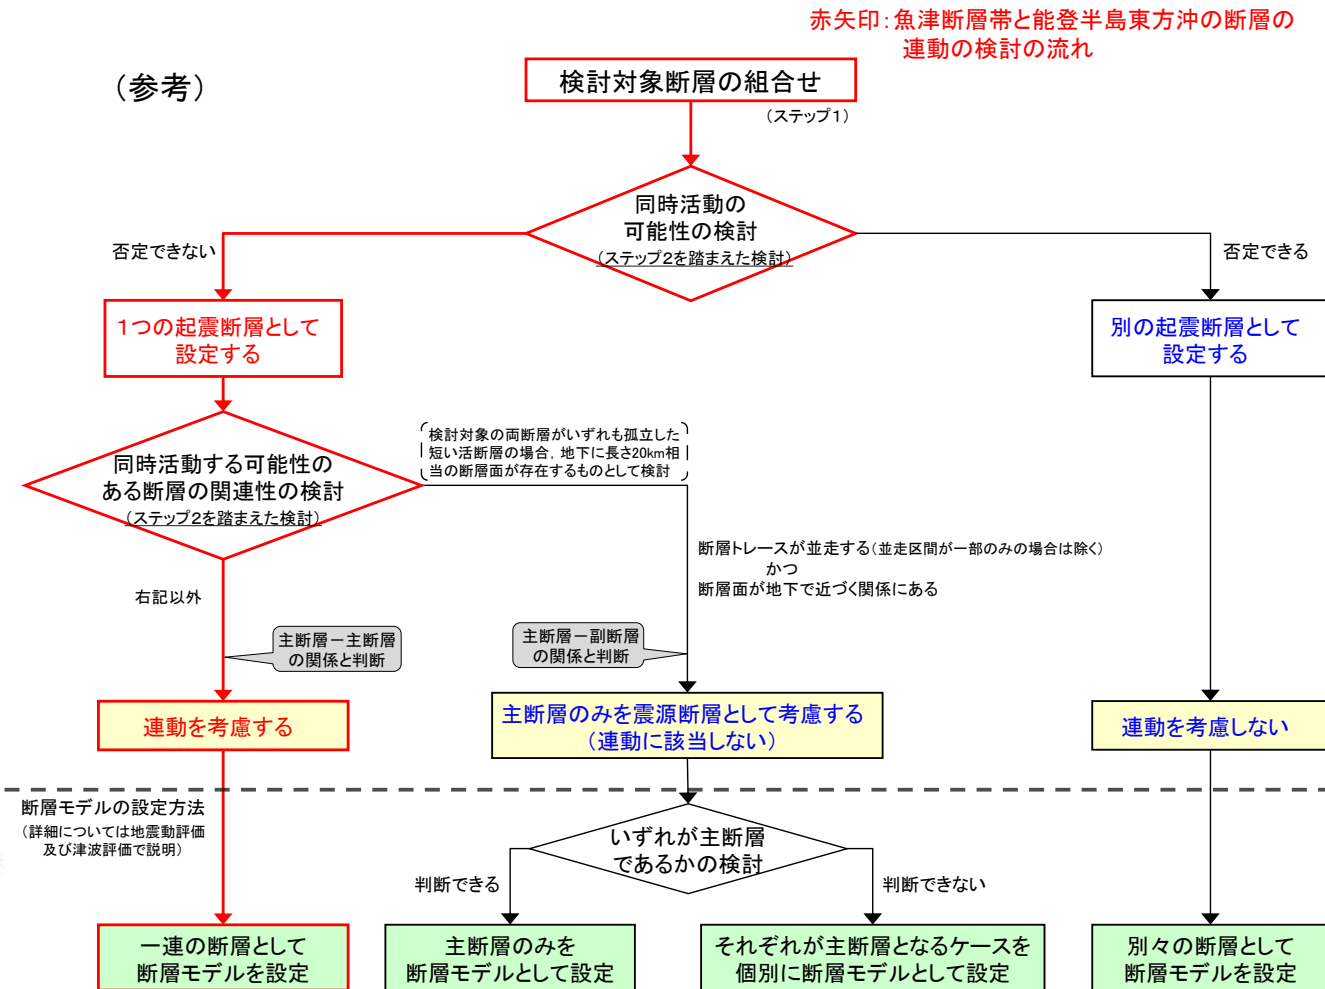 赤矢印：魚津断層帯と能登半島東方沖の断層の
連動の検討の流れ
（参考）
検討対象断層の組合せ
（ステップ１）
同時活動の
可能性の検討
（ステップ２を踏まえた検討）
否定できない
否定できる
１つの起震断層として
設定する
別の起震断層として
設定する
検討対象の両断層がいずれも孤立した
短い活断層の場合，地下に長さ20km相
当の断層面が存在するものとして検討
同時活動する可能性の
ある断層の関連性の検討
（ステップ２を踏まえた検討）
断層トレースが並走する（並走区間が一部のみの場合は除く）
かつ
断層面が地下で近づく関係にある
右記以外
主断層－主断層
の関係と判断
主断層－副断層
の関係と判断
連動を考慮する
主断層のみを震源断層として考慮する
（連動に該当しない）
連動を考慮しない
断層モデルの設定方法
（詳細については地震動評価
及び津波評価で説明）
いずれが主断層
であるかの検討
判断できる
判断できない
一連の断層として
断層モデルを設定
主断層のみを
断層モデルとして設定
それぞれが主断層となるケースを
個別に断層モデルとして設定
別々の断層として
断層モデルを設定